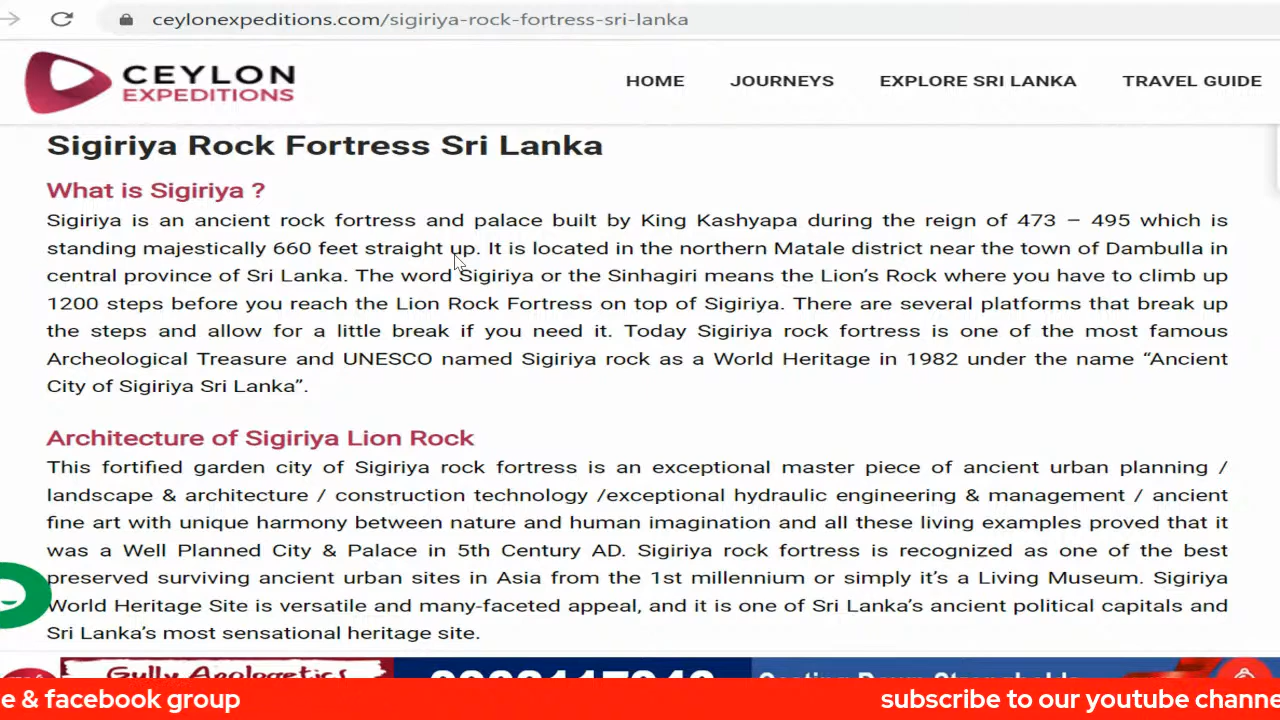 ceylonexpeditions.com/sigiriya-rock-fortress-sri-lanka
CEYLON
EXPEDITIONS
HOME JOURNEYS EXPLORE SRI LANKA TRAVEL GUIDE
Sigiriya Rock Fortress Sri Lanka
What is Sigiriya ?
Sigiriya is an ancient rock fortress and palace built by King Kashyapa during the reign of 473 – 495 which is
standing majestically 660 feet straight up. It is located in the northern Matale district near the town of Dambulla in
central province of Sri Lanka. The word Sigiriya or the Sinhagiri means the Lion’s Rock where you have to climb up
1200 steps before you reach the Lion Rock Fortress on top of Sigiriya. There are several platforms that break up
the steps and allow for a little break if you need it. Today Sigiriya rock fortress is one of the most famous
Archeological Treasure and UNESCO named Sigiriya rock as a World Heritage in 1982 under the name “Ancient
City of Sigiriya Sri Lanka”.
Architecture of Sigiriya Lion Rock
This fortified garden city of Sigiriya rock fortress is an exceptional master piece of ancient urban planning /
landscape & architecture / construction technology /exceptional hydraulic engineering & management / ancient
fine art with unique harmony between nature and human imagination and all these living examples proved that it
was a Well Planned City & Palace in 5th Century AD. Sigiriya rock fortress is recognized as one of the best
preserved surviving ancient urban sites in Asia from the 1st millennium or simply it’s a Living Museum. Sigiriya
World Heritage Site is versatile and many-faceted appeal, and it is one of Sri Lanka’s ancient political capitals and
Sri Lanka’s most sensational heritage site.
Gully Apologetics
Casting Down Strongholds
e & facebook group subscribe to our youtube channe